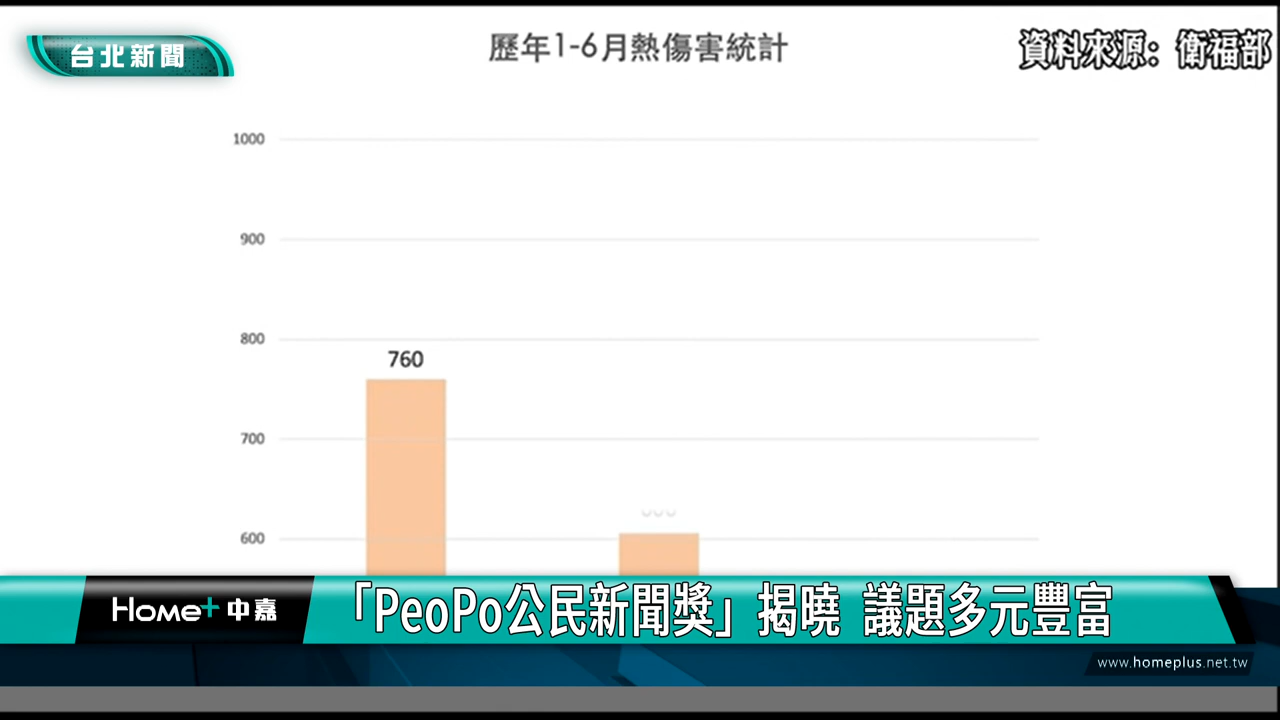 台北新聞
歷年1-6月熱傷害統計
資料來源：衛福部
1000
900
800
760
700
600
Home+中嘉
「PeoPo公民新聞獎」揭曉 議題多元豐富
www.homeplus.net.tw